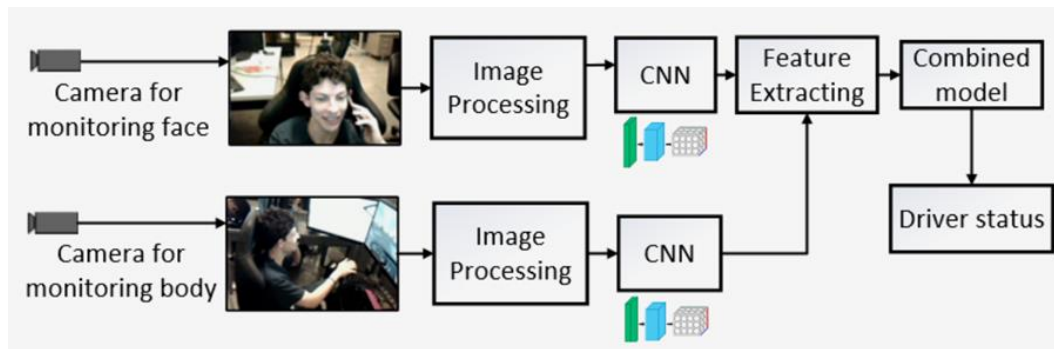 Camera for
monitoring face
Image
Processing
CNN
Feature
Extracting
Combined
model
Driver status
Camera for
monitoring body
Image
Processing
CNN